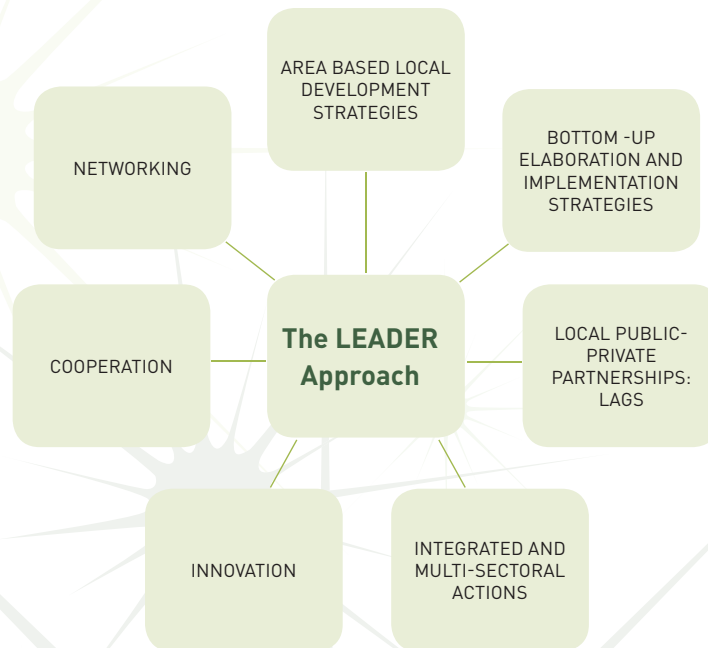 AREA BASED LOCAL
DEVELOPMENT
STRATEGIES
BOTTOM -UP
ELABORATION AND
IMPLEMENTATION
STRATEGIES
NETWORKING
The LEADER
Approach
LOCAL PUBLIC-
PRIVATE
PARTNERSHIPS:
LAGS
COOPERATION
INNOVATION
INTEGRATED AND
MULTI-SECTORAL
ACTIONS